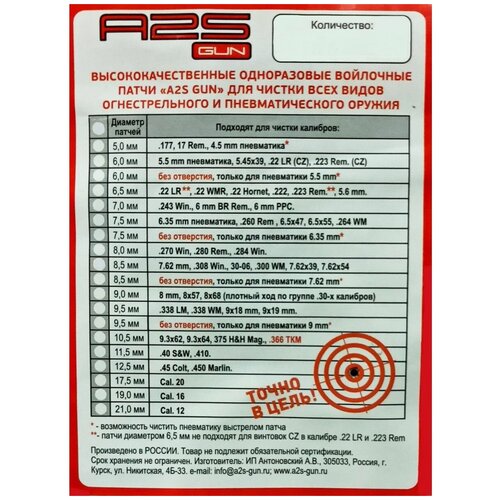 A2S
GUN
Количество:
ВЫСОКОКАЧЕСТВЕННЫЕ ОДНОРАЗОВЫЕ ВОЙЛОЧНЫЕ
ПАТЧИ «A2S GUN» ДЛЯ ЧИСТКИ ВСЕХ ВИДОВ
ОГНЕСТРЕЛЬНОГО И ПНЕВМАТИЧЕСКОГО ОРУЖИЯ
Диаметр патчей Подходят для чистки калибров:
5,0 мм .177, 17 Rem., 4.5 mm пневматика*
6,0 мм 5.5 mm пневматика, 5.45x39, .22 LR (CZ), .223 Rem. (CZ)
6,0 мм без отверстия, только для пневматики 5.5 mm*
6,5 мм .22 LR**, .22 WMR, .22 Hornet, .222, .223 Rem.**, 5.6 mm.
7,0 мм .243 Win., 6 mm BR Rem., 6 mm PPC.
7,5 мм 6.35 mm пневматика, .260 Rem , 6.5x47, 6.5x55, .264 WM
7,5 мм без отверстия, только для пневматики 6.35 mm*
8,0 мм .270 Win, .280 Rem., .284 Win.
8,5 мм 7.62 mm, .308 Win., 30-06, .300 WM, 7.62x39, 7.62x54
8,5 мм без отверстия, только для пневматики 7.62 mm*
9,0 мм 8 mm, 8x57, 8x68 (плотный ход по группе .30-х калибров)
9,5 мм .338 LM, .338 WM, 9x18 mm, 9x19 mm.
9,5 мм без отверстия, только для пневматики 9 mm*
10,5 мм 9.3x62, 9.3x64, 375 H&H Mag., .366 ТКМ
11,5 мм .40 S&W, .410.
12,5 мм .45 Colt, .450 Marlin.
17,5 мм Cal. 20
19,0 мм Cal. 16
21,0 мм Cal. 12
ТОЧНО
В ЦЕЛЬ!
* - возможность чистить пневматику выстрелом патча
**- патчи диаметром 6,5 мм не подходят для винтовок CZ в калибре .22 LR и .223 Rem
Произведено в РОССИИ. Товар не подлежит обязательной сертификации.
Срок хранения не ограничен. Изготовитель: ИП Антоновский А.В., 305033, Россия, г.
Курск, ул. Никитская, 4Б-33. e-mail: info@a2s-gun.ru, www.a2s-gun.ru